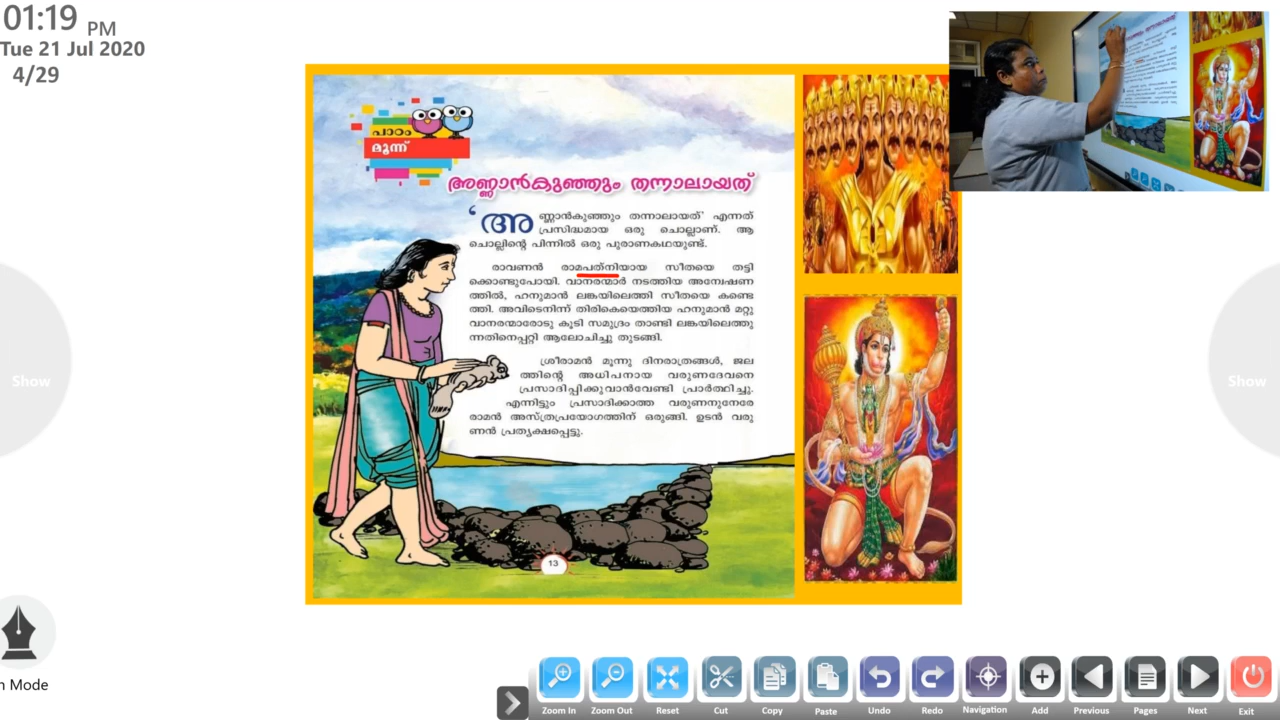 01:19 PM
Tue 21 Jul 2020
4/29
പാഠം
മൂന്ന്
അണ്ണാൻകുഞ്ഞും തന്നാലായത്
'അണ്ണാൻകുഞ്ഞും തന്നാലായത്' എന്നത്
പ്രസിദ്ധമായ ഒരു ചൊല്ലാണ്. ആ
ചൊല്ലിന്റെ പിന്നിൽ ഒരു പുരാണകഥയുണ്ട്.
രാവണൻ രാമപത്നിയായ സീതയെ തട്ടി
ക്കൊണ്ടുപോയി. വാനരന്മാർ നടത്തിയ അന്വേഷണ
ത്തിൽ, ഹനുമാൻ ലങ്കയിലെത്തി സീതയെ കണ്ടെ
ത്തി. അവിടെനിന്ന് തിരികെയെത്തിയ ഹനുമാൻ മറ്റു
വാനരന്മാരോടു കൂടി സമുദ്രം താണ്ടി ലങ്കയിലെത്തു
ന്നതിനെപ്പറ്റി ആലോചിച്ചു തുടങ്ങി.
ശ്രീരാമൻ മൂന്നു ദിനരാത്രങ്ങൾ, ജല
ത്തിന്റെ അധിപനായ വരുണദേവനെ
പ്രസാദിപ്പിക്കുവാൻവേണ്ടി പ്രാർത്ഥിച്ചു.
എന്നിട്ടും പ്രസാദിക്കാത്ത വരുണനുനേരേ
രാമൻ അസ്ത്രപ്രയോഗത്തിന് ഒരുങ്ങി. ഉടൻ വരു
ണൻ പ്രത്യക്ഷപ്പെട്ടു.
13
Show
Show
n Mode
Zoom In Zoom Out Reset Cut Copy Paste Undo Redo Navigation Add Previous Pages Next Exit